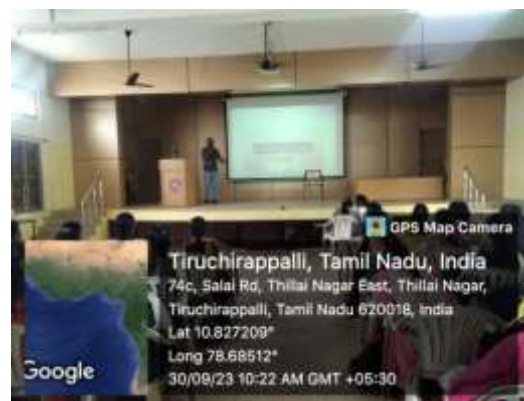 GPS Map Camera
Tiruchirappalli, Tamil Nadu, India
74c, Salai Rd, Thillai Nagar East, Thillai Nagar,
Tiruchirappalli, Tamil Nadu 620018, India
Lat 10.827209°
Long 78.68512°
30/09/23 10:22 AM GMT +05:30
Google